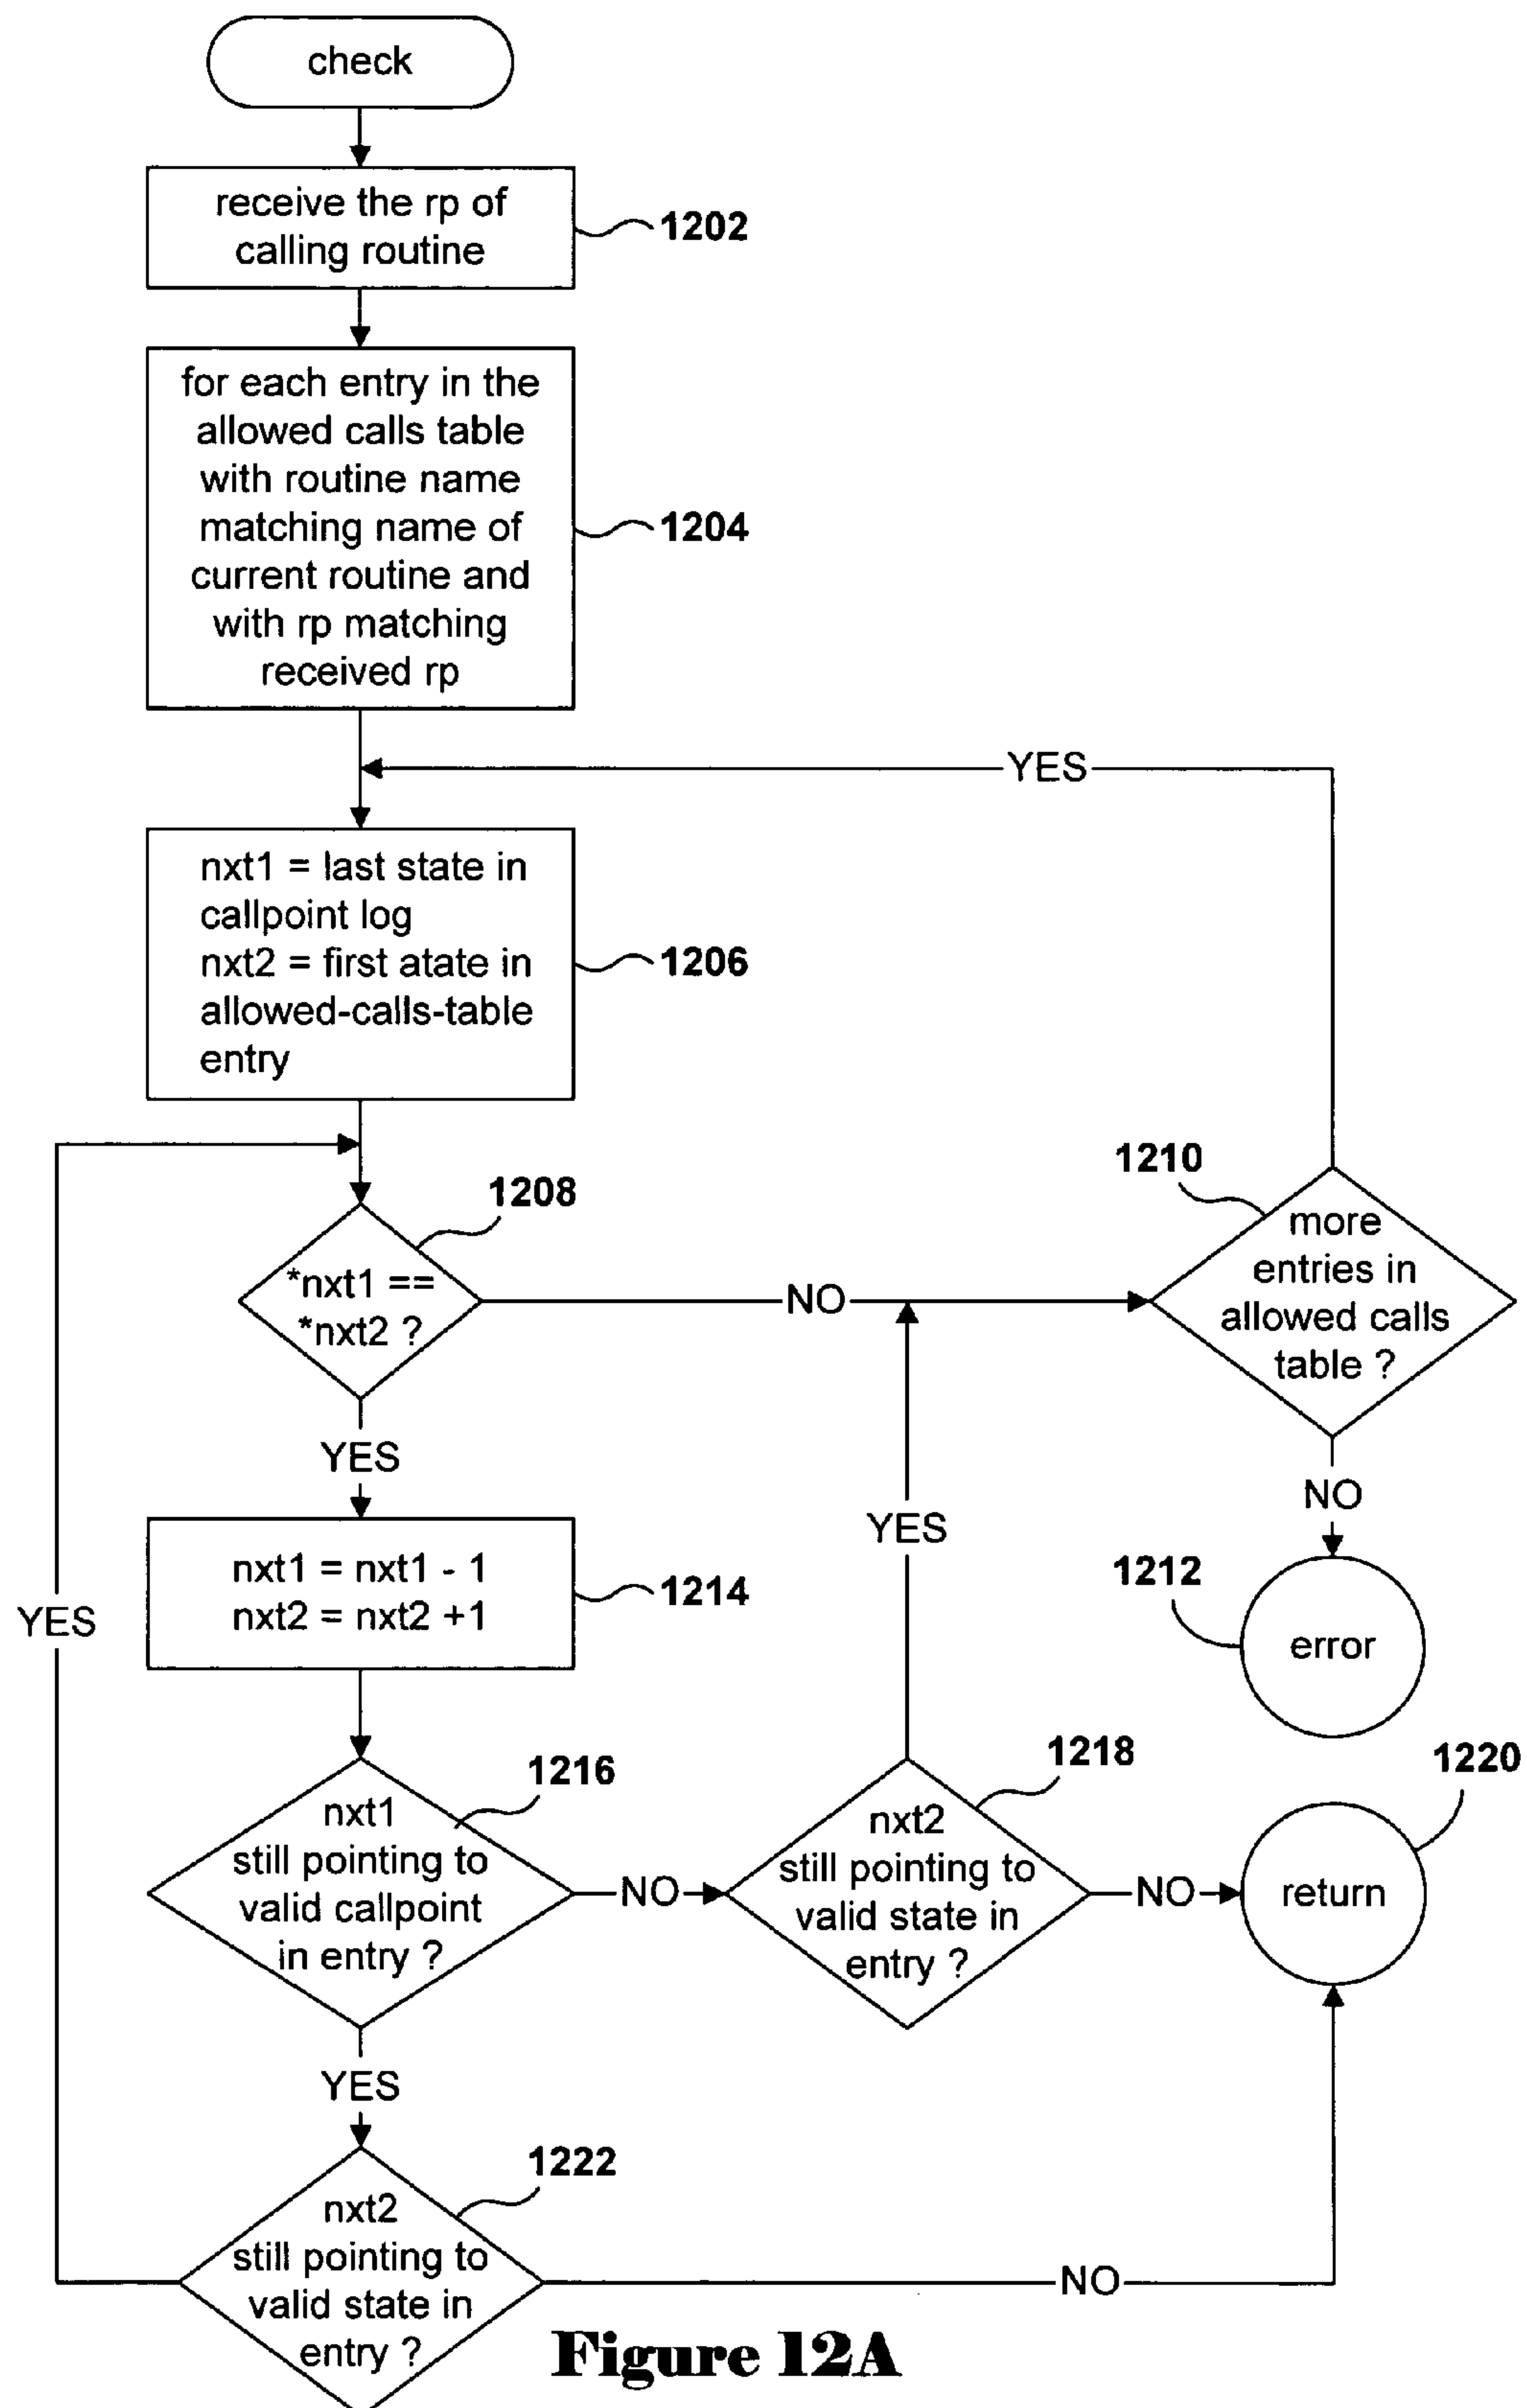 check
receive the rp of
calling routine
1202
for each entry in the
allowed calls table
with routine name
matching name of
current routine and
with rp matching
received rp
1204
YES
nxt1 = last state in
callpoint log
nxt2 = first atate in
allowed-calls-table
entry
1206
1208
*nxt1 ==
*nxt2 ?
NO
1210
more
entries in
allowed calls
table ?
YES
NO
nxt1 = nxt1 - 1
nxt2 = nxt2 +1
1214
YES
YES
1212
error
1216
nxt1
still pointing to
valid callpoint
in entry ?
NO
1218
nxt2
still pointing to
valid state in
entry ?
NO
1220
return
YES
1222
nxt2
still pointing to
valid state in
entry ?
NO
Figure 12A